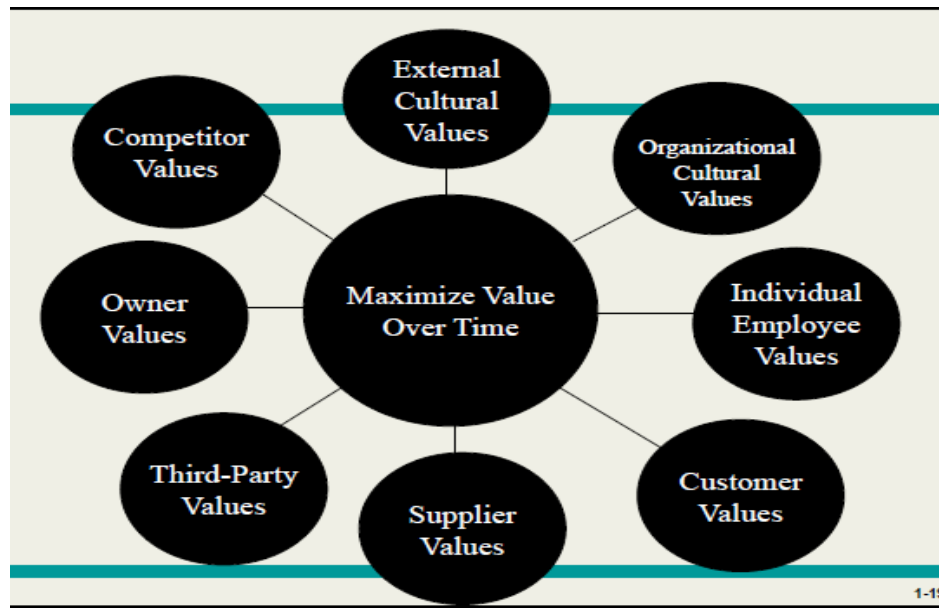 External
Cultural
Values
Competitor
Values
Organizational
Cultural
Values
Owner
Values
Maximize Value
Over Time
Individual
Employee
Values
Third-Party
Values
Supplier
Values
Customer
Values